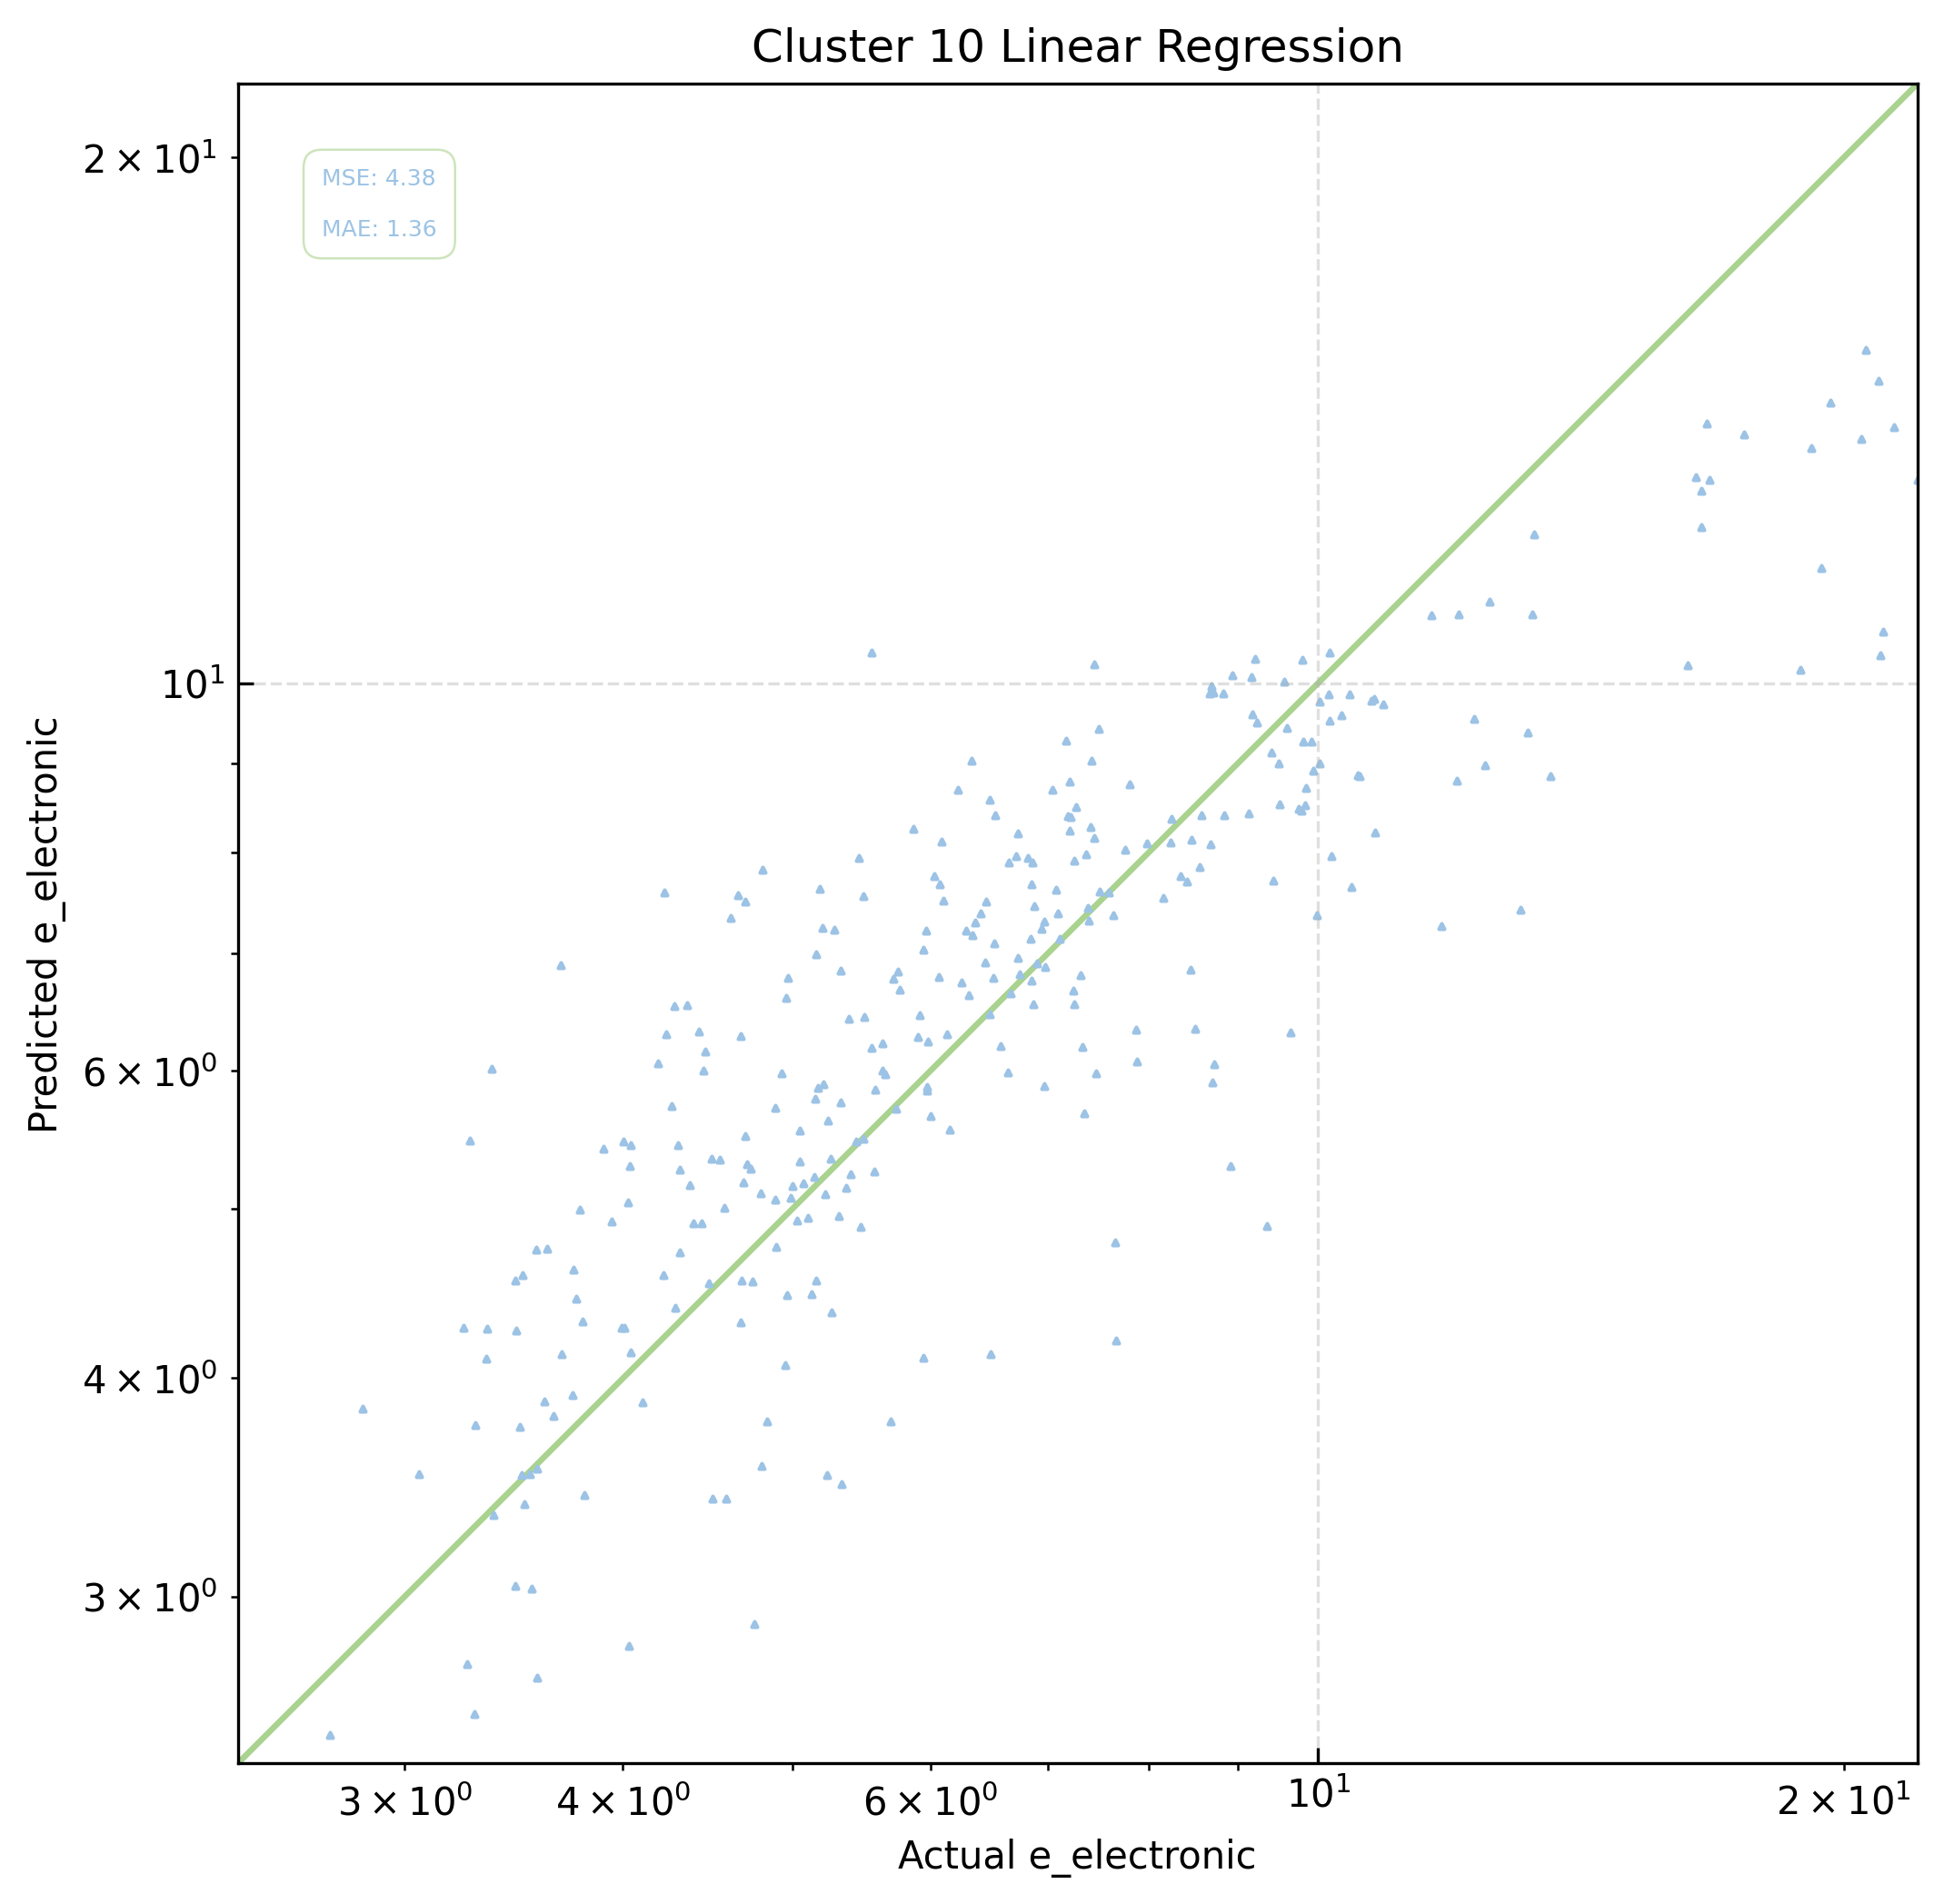 Cluster 10 Linear Regression
MSE: 4.38
MAE: 1.36
Predicted e_electronic
2 × 10¹
10¹
6 × 10⁰
4 × 10⁰
3 × 10⁰
3 × 10⁰
4 × 10⁰
6 × 10⁰
10¹
2 × 10¹
Actual e_electronic